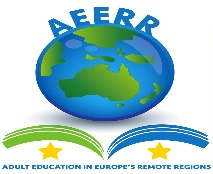 AEERR
ADULT EDUCATION IN EUROPE'S REMOTE REGIONS